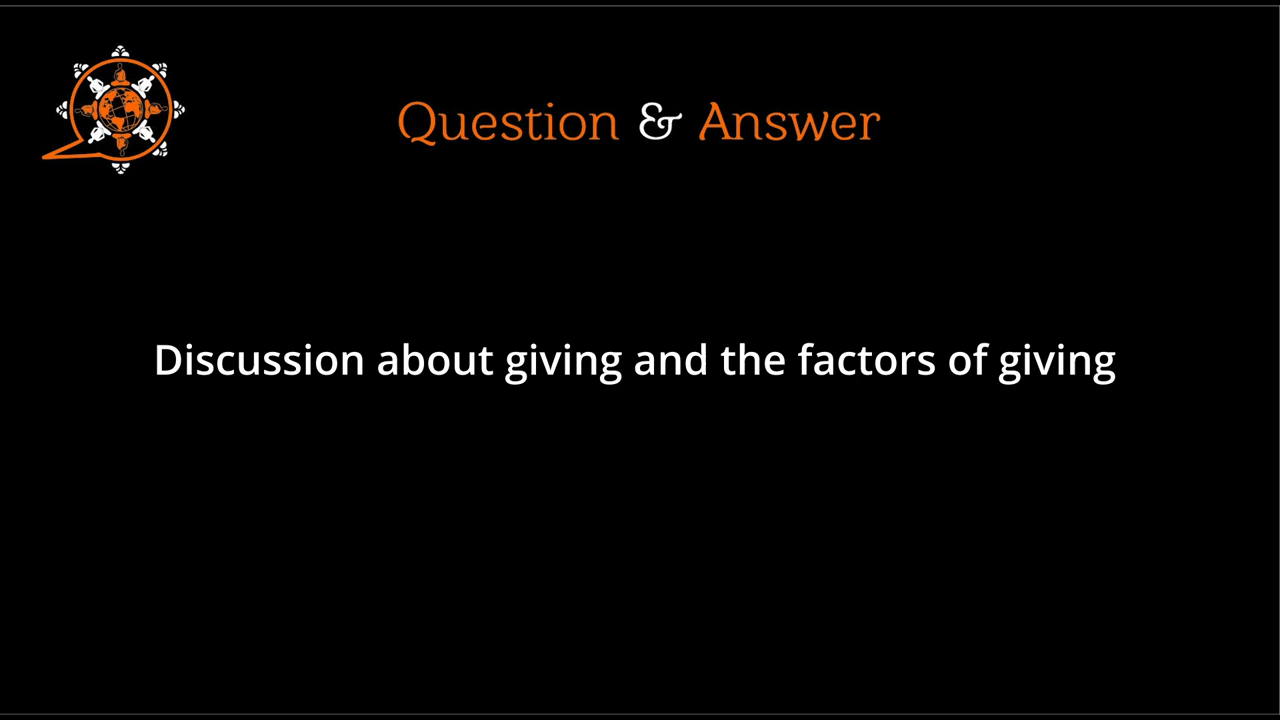 Question & Answer
Discussion about giving and the factors of giving